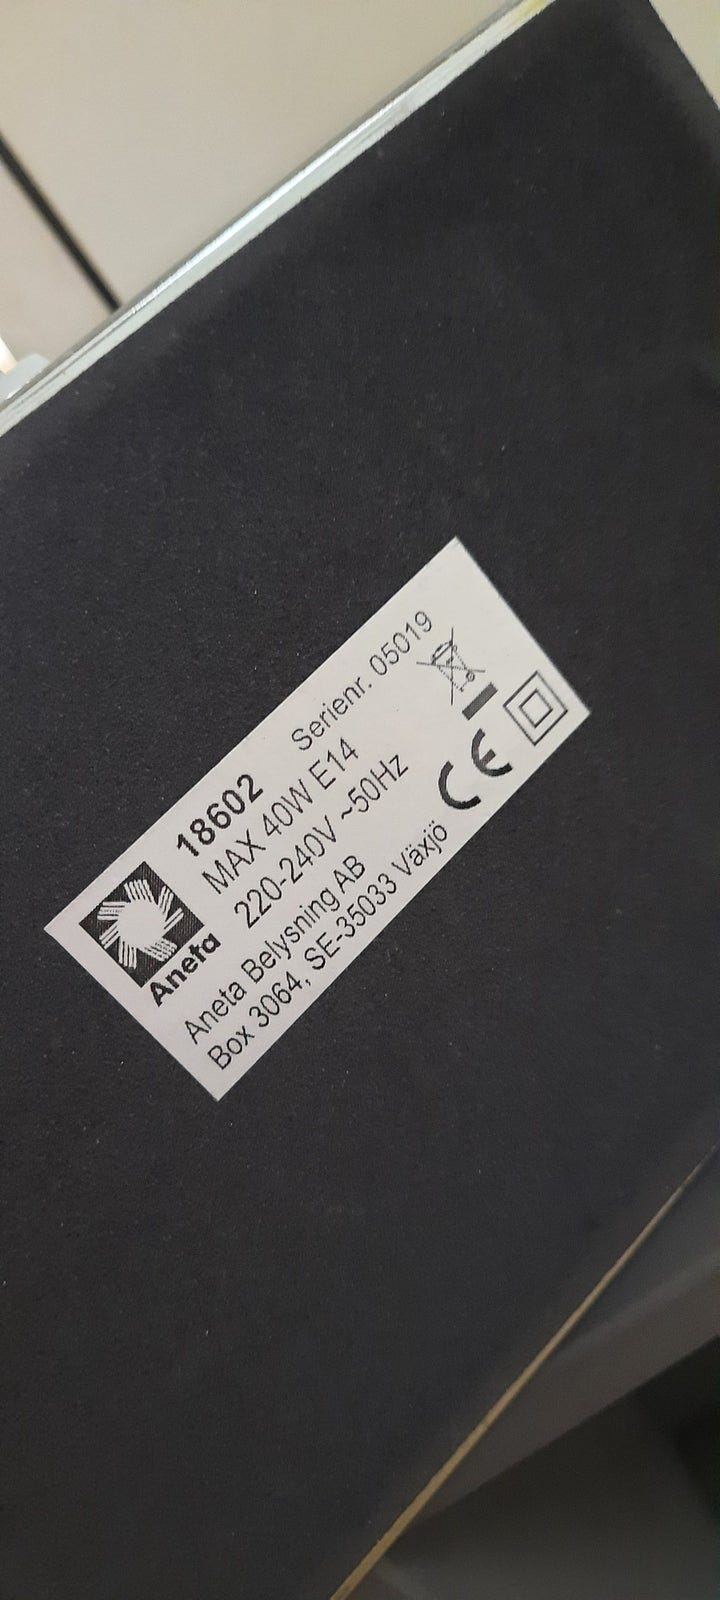 Aneta
18602 Serienr. 05019
MAX 40W E14
220-240V ~50Hz
Aneta Belysning AB
Box 3064, SE-35033 Växjö
CE